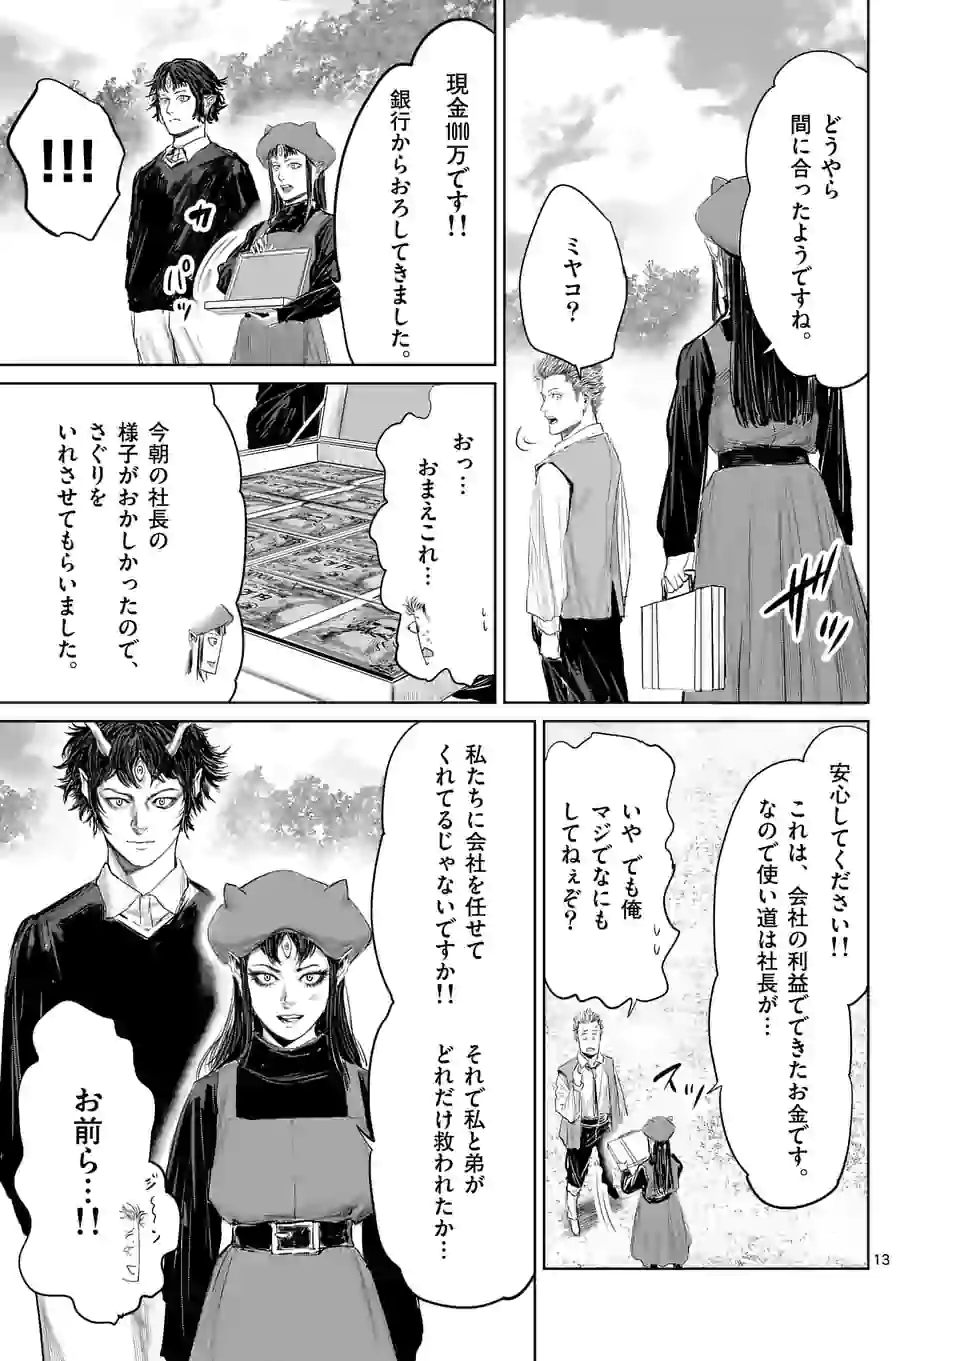 どうやら
間に合ったようですね。
ミヤコ？
ザッ
現金1010万です!!
銀行からおろしてきました。
カ
パ
ッ
!!!
おっ…
おまえこれ…
今朝の社長の
様子がおかしかったので、
さぐりを
いれさせてもらいました。
安心してください!!
これは、会社の利益でできたお金です。
なので使い道は社長が…
いや でも俺
マジでなにも
してねぇぞ？
スッ
私たちに会社を任せて
くれてるじゃないですか!!
それで私と弟が
どれだけ救われたか…
お前ら…!!
ジ〜ン
13